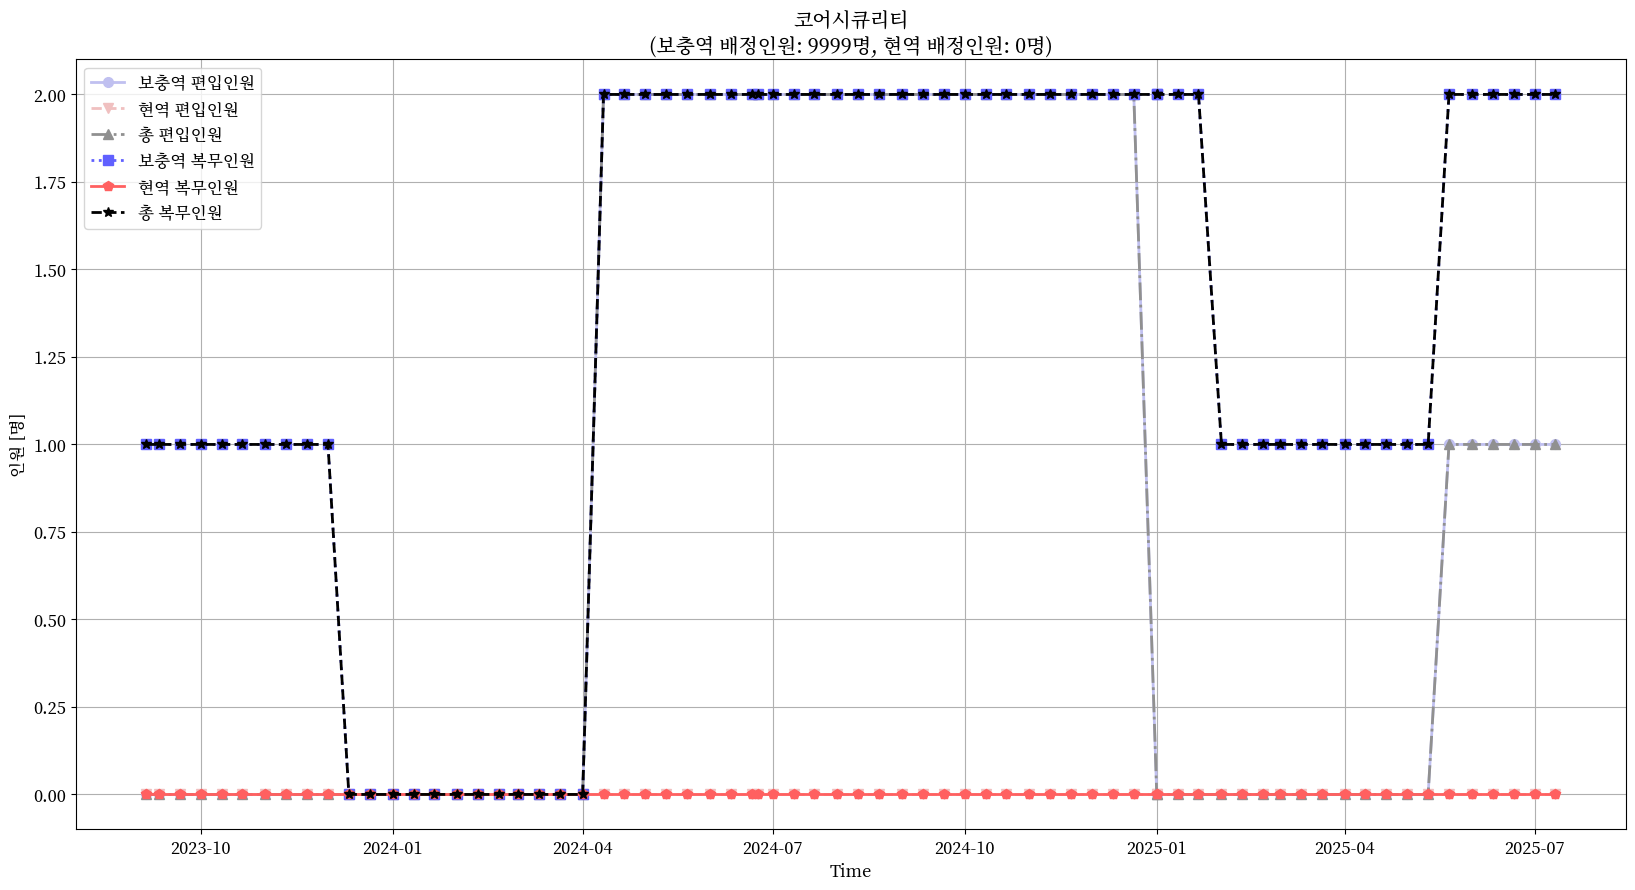 코어시큐리티
(보충역 배정인원: 9999명, 현역 배정인원: 0명)
보충역 편입인원
현역 편입인원
총 편입인원
보충역 복무인원
현역 복무인원
총 복무인원
2.00
1.75
1.50
1.25
1.00
0.75
0.50
0.25
0.00
인원 [명]
2023-10
2024-01
2024-04
2024-07
2024-10
2025-01
2025-04
2025-07
Time